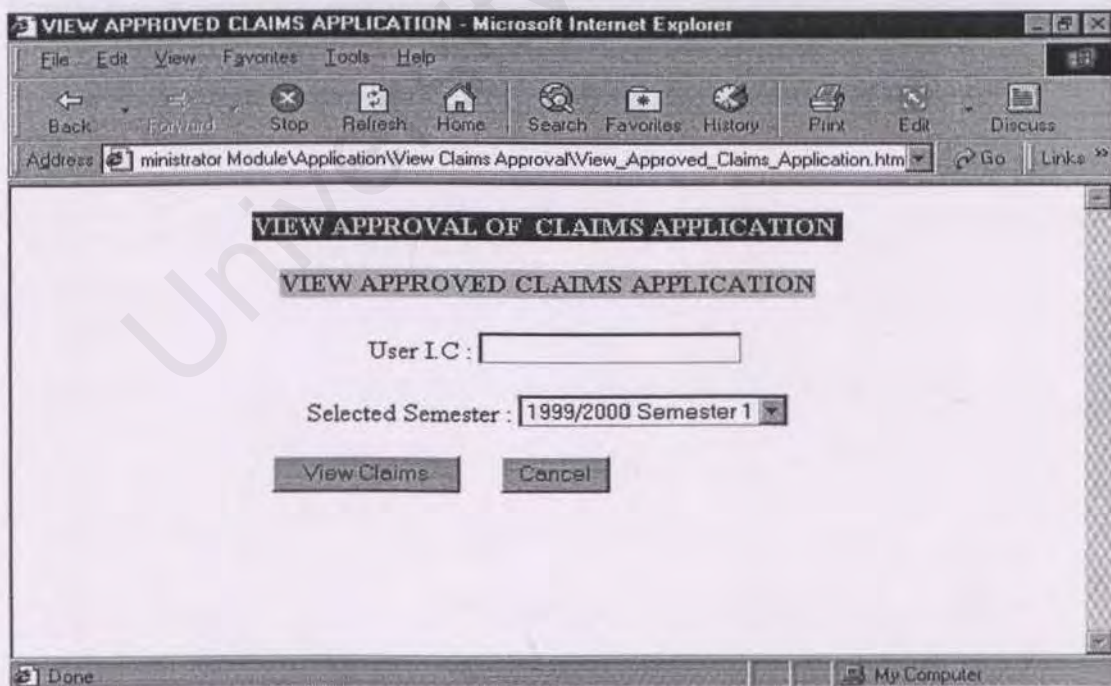 VIEW APPROVED CLAIMS APPLICATION - Microsoft Internet Explorer
File Edit View Favorites Tools Help
Back Forward Stop Refresh Home Search Favorites History Print Edit Discuss
Address ministrator Module\Application\View Claims Approval\View_Approved_Claims_Application.htm Go Links »
VIEW APPROVAL OF CLAIMS APPLICATION
VIEW APPROVED CLAIMS APPLICATION
User I.C :
Selected Semester : 1999/2000 Semester 1
View Claims Cancel
Done My Computer